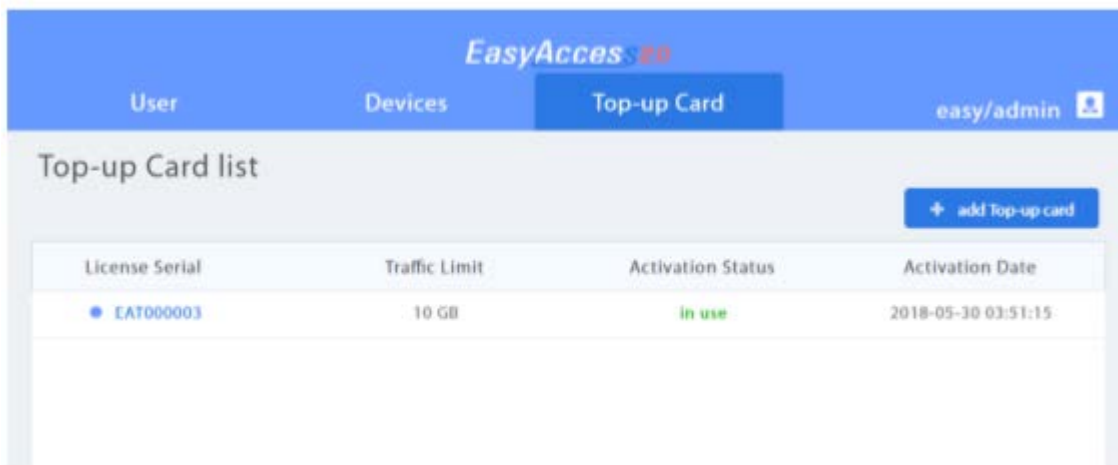 EasyAccess20
User Devices Top-up Card easy/admin
Top-up Card list
+ add Top-up card
License Serial Traffic Limit Activation Status Activation Date
EAT000003 10 GB in use 2018-05-30 03:51:15